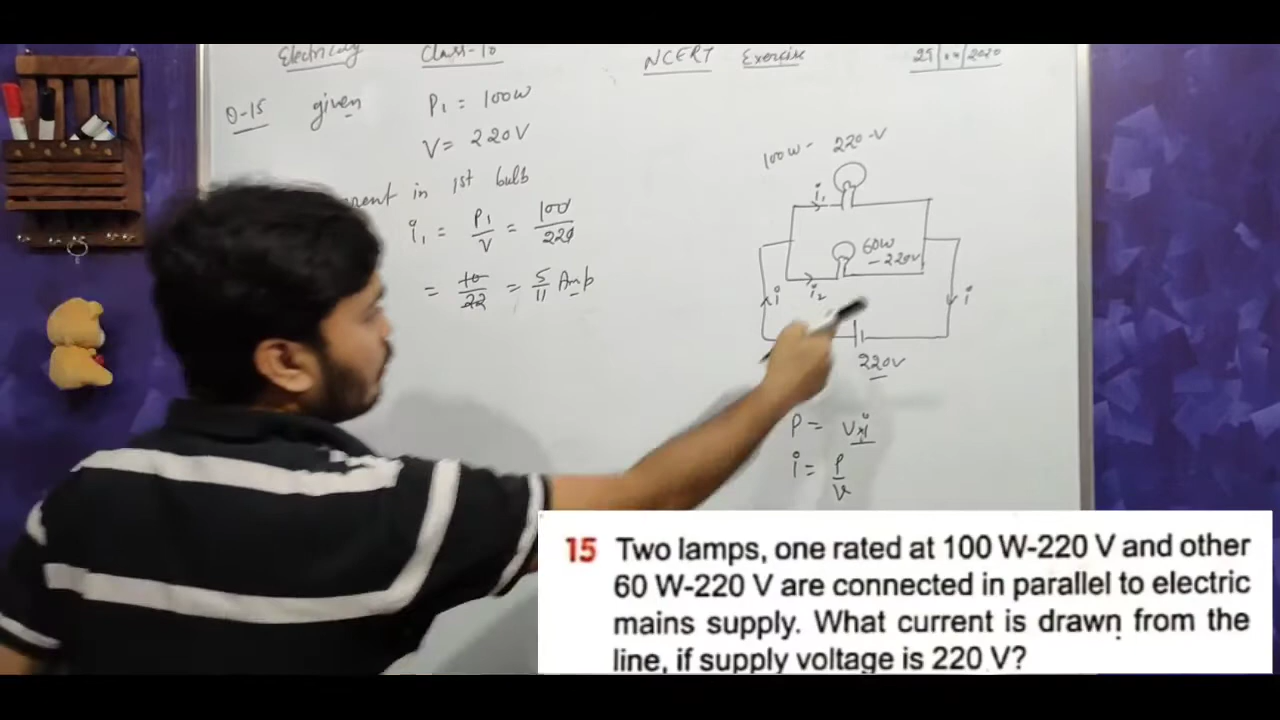 Electricity Class-10 NCERT Exercise
Q-15 given P1 = 100W
V = 220V
in 1st bulb
i1 = P1/V = 100/220
= 10/22 = 5/11 Amp
100W - 220-V
i1
60W
- 220V
i2
i
i
220V
P = Vxi
i = P/V
15 Two lamps, one rated at 100 W-220 V and other
60 W-220 V are connected in parallel to electric
mains supply. What current is drawn from the
line, if supply voltage is 220 V?